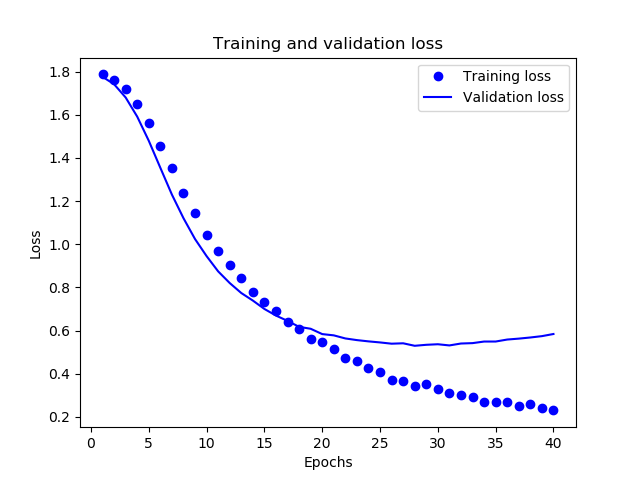 Training and validation loss
Training loss
Validation loss
Loss
1.8
1.6
1.4
1.2
1.0
0.8
0.6
0.4
0.2
0 5 10 15 20 25 30 35 40
Epochs